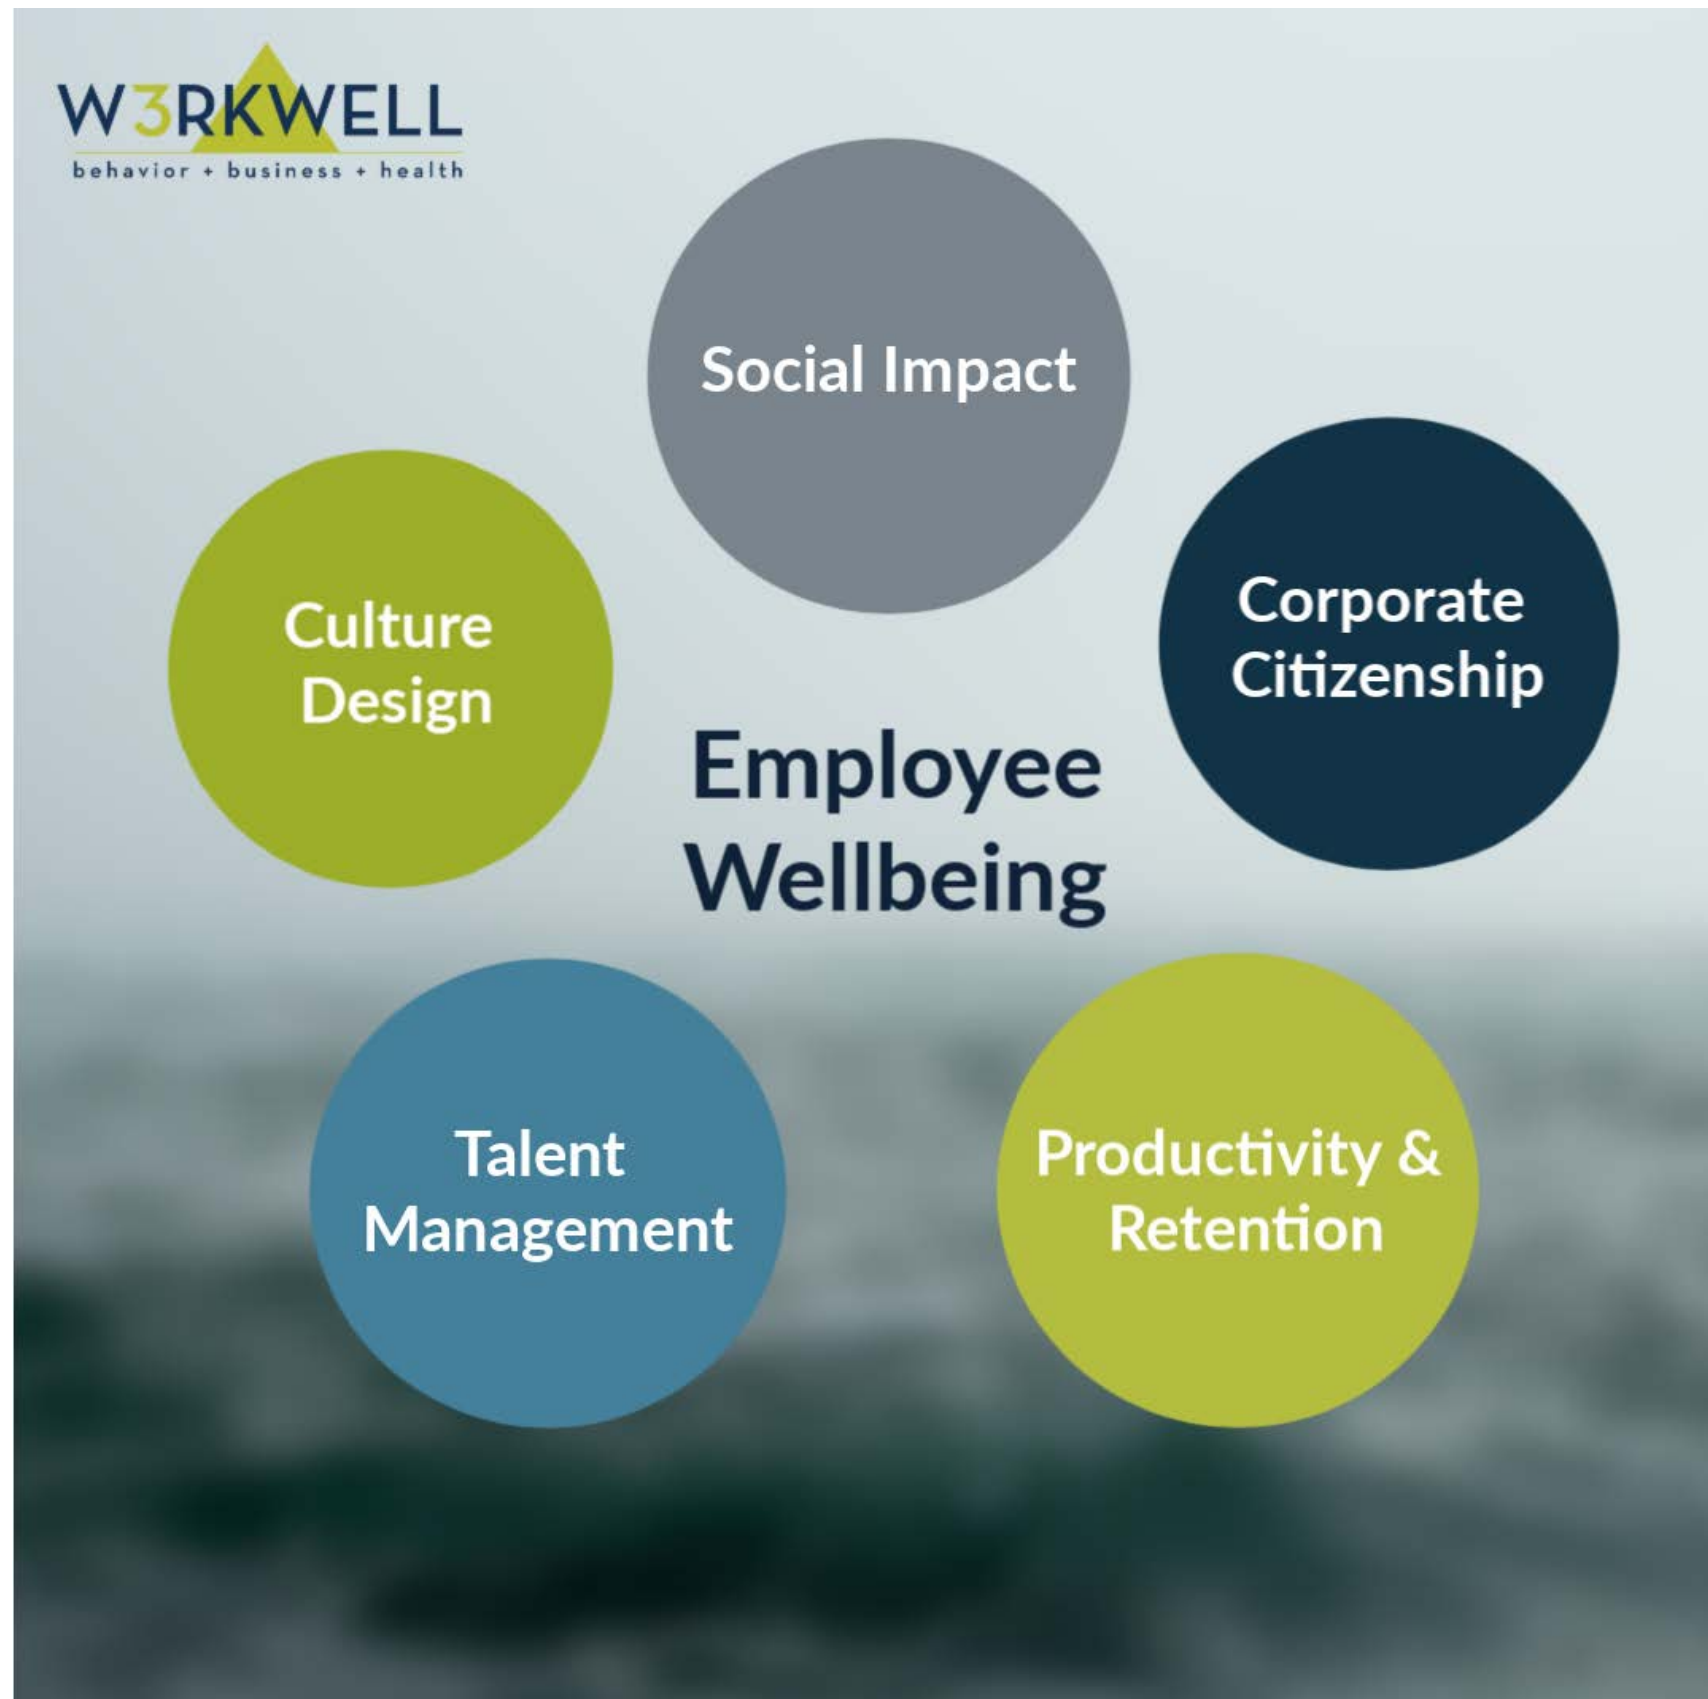 W3RKWELL
behavior + business + health
Social Impact
Culture
Design
Corporate
Citizenship
Employee
Wellbeing
Talent
Management
Productivity &
Retention